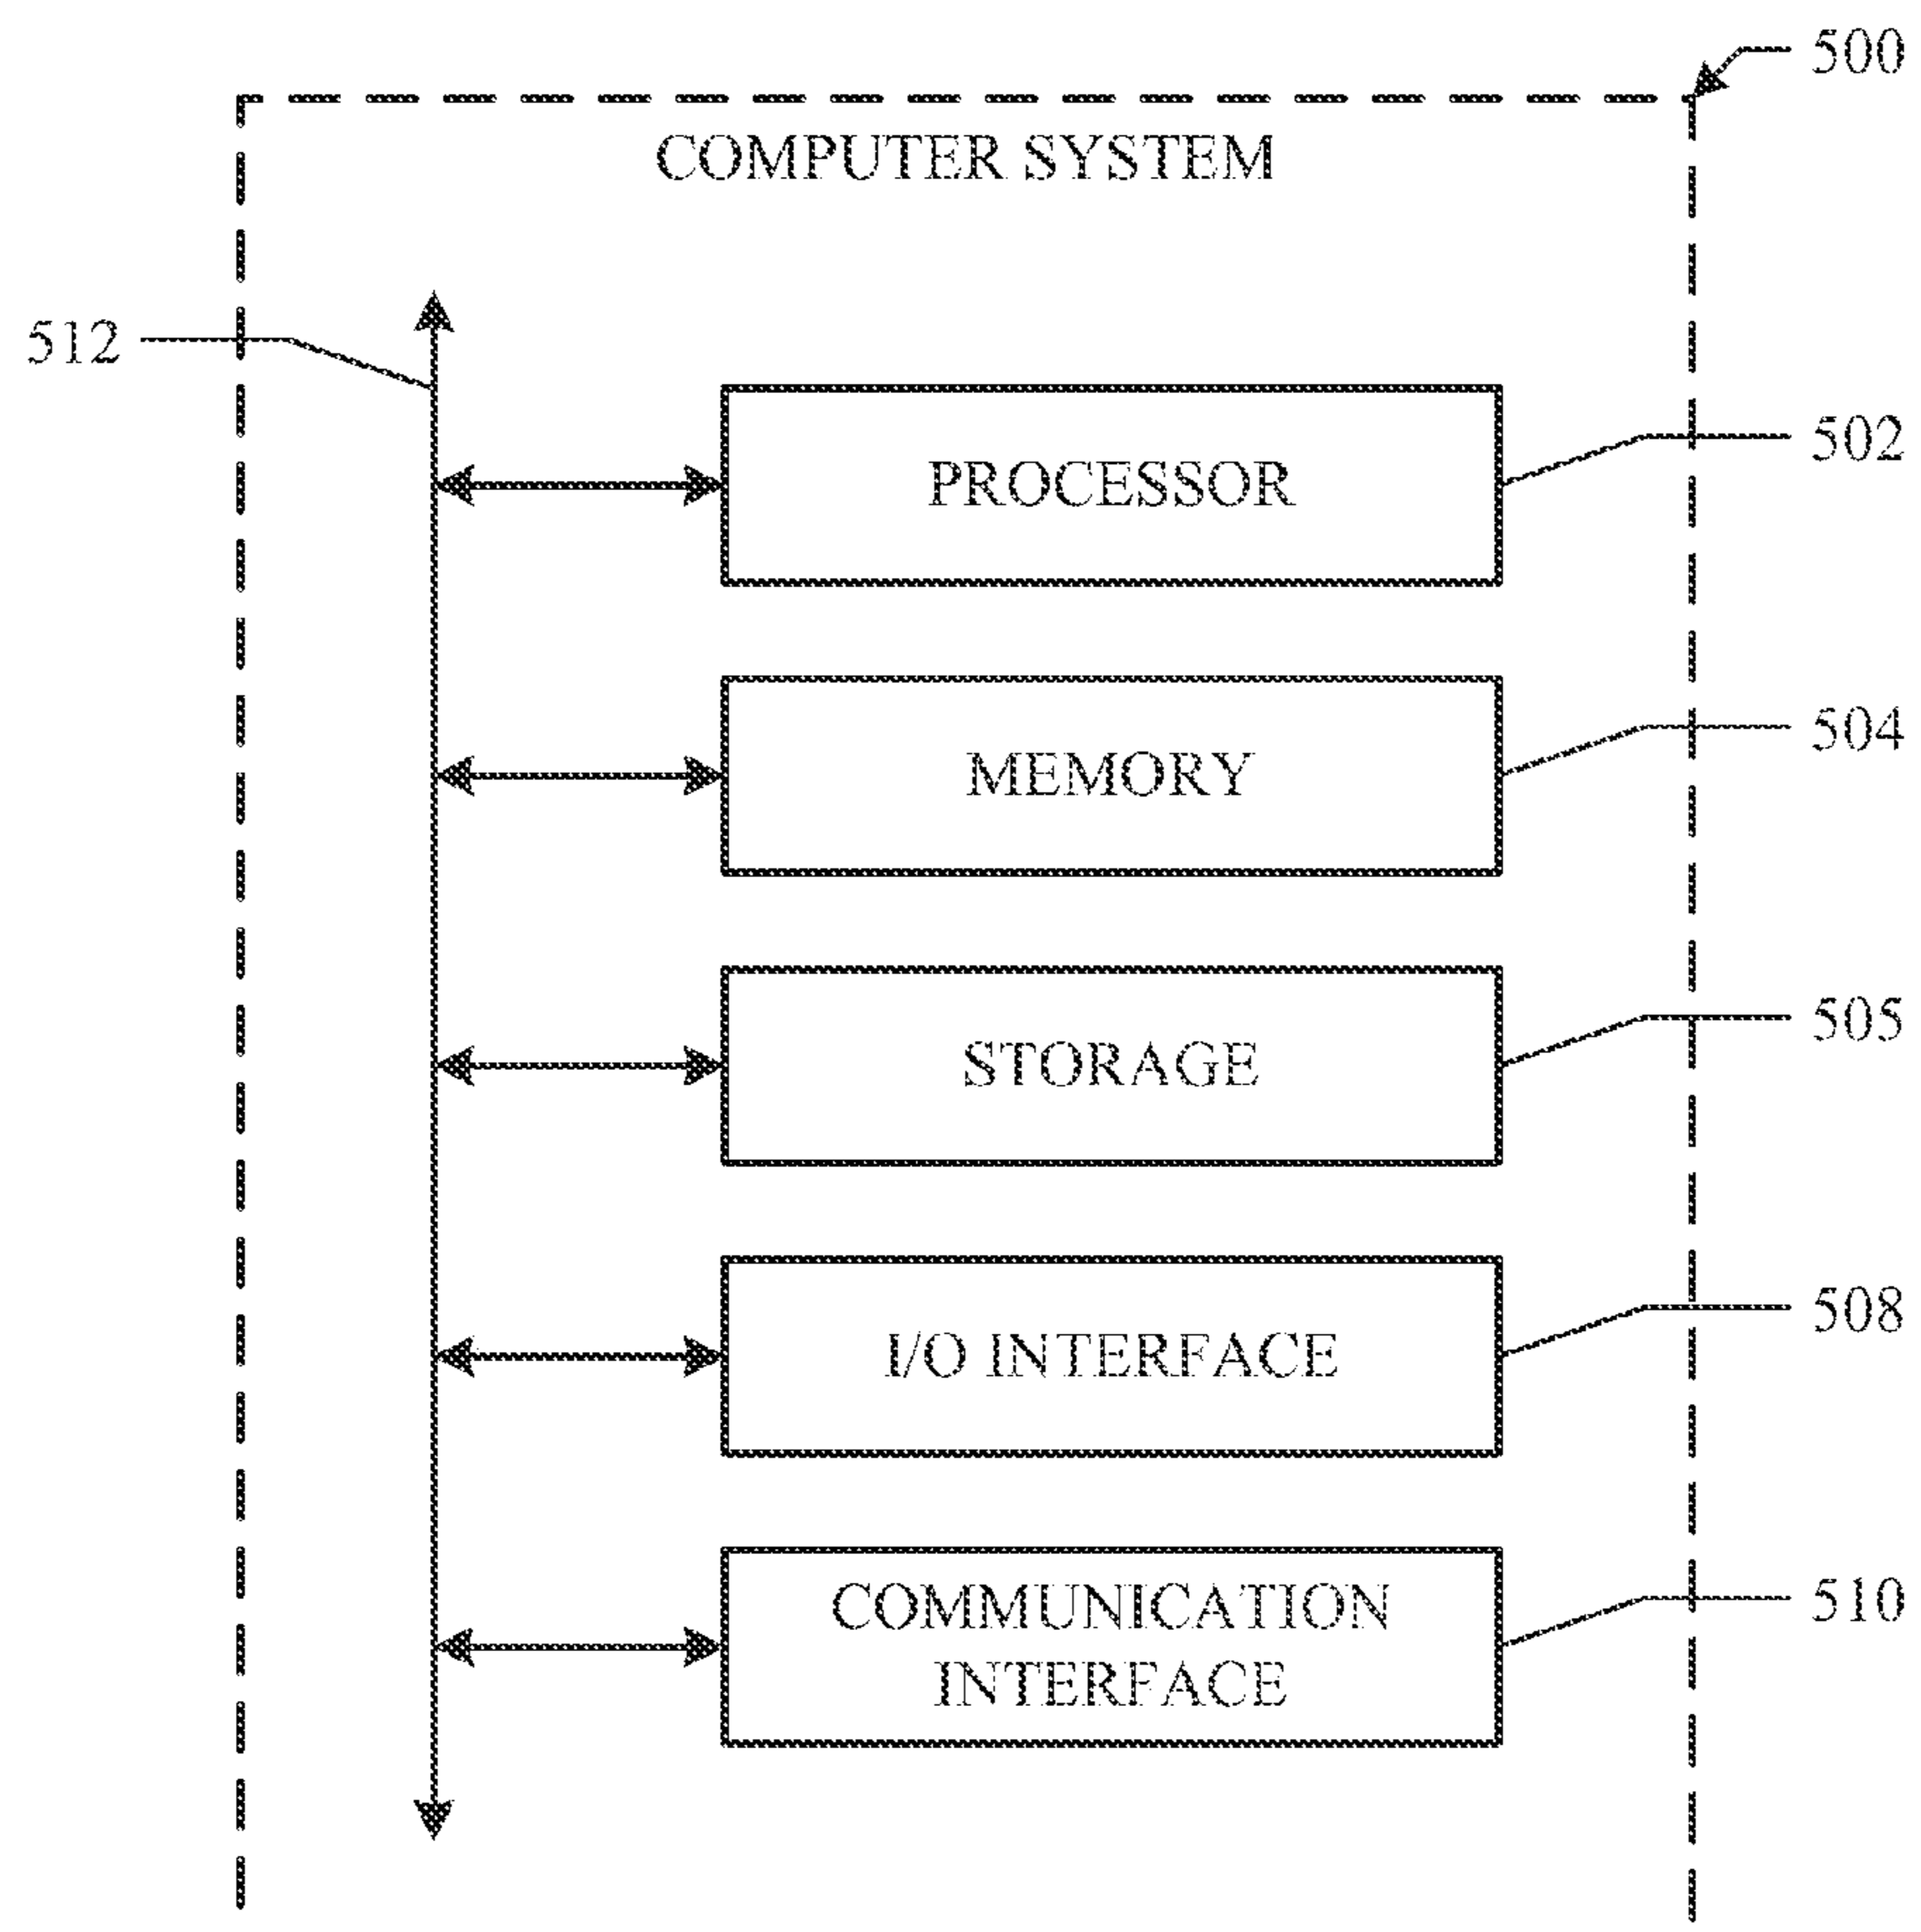 500
COMPUTER SYSTEM
512
PROCESSOR
502
MEMORY
504
STORAGE
505
I/O INTERFACE
508
COMMUNICATION
INTERFACE
510